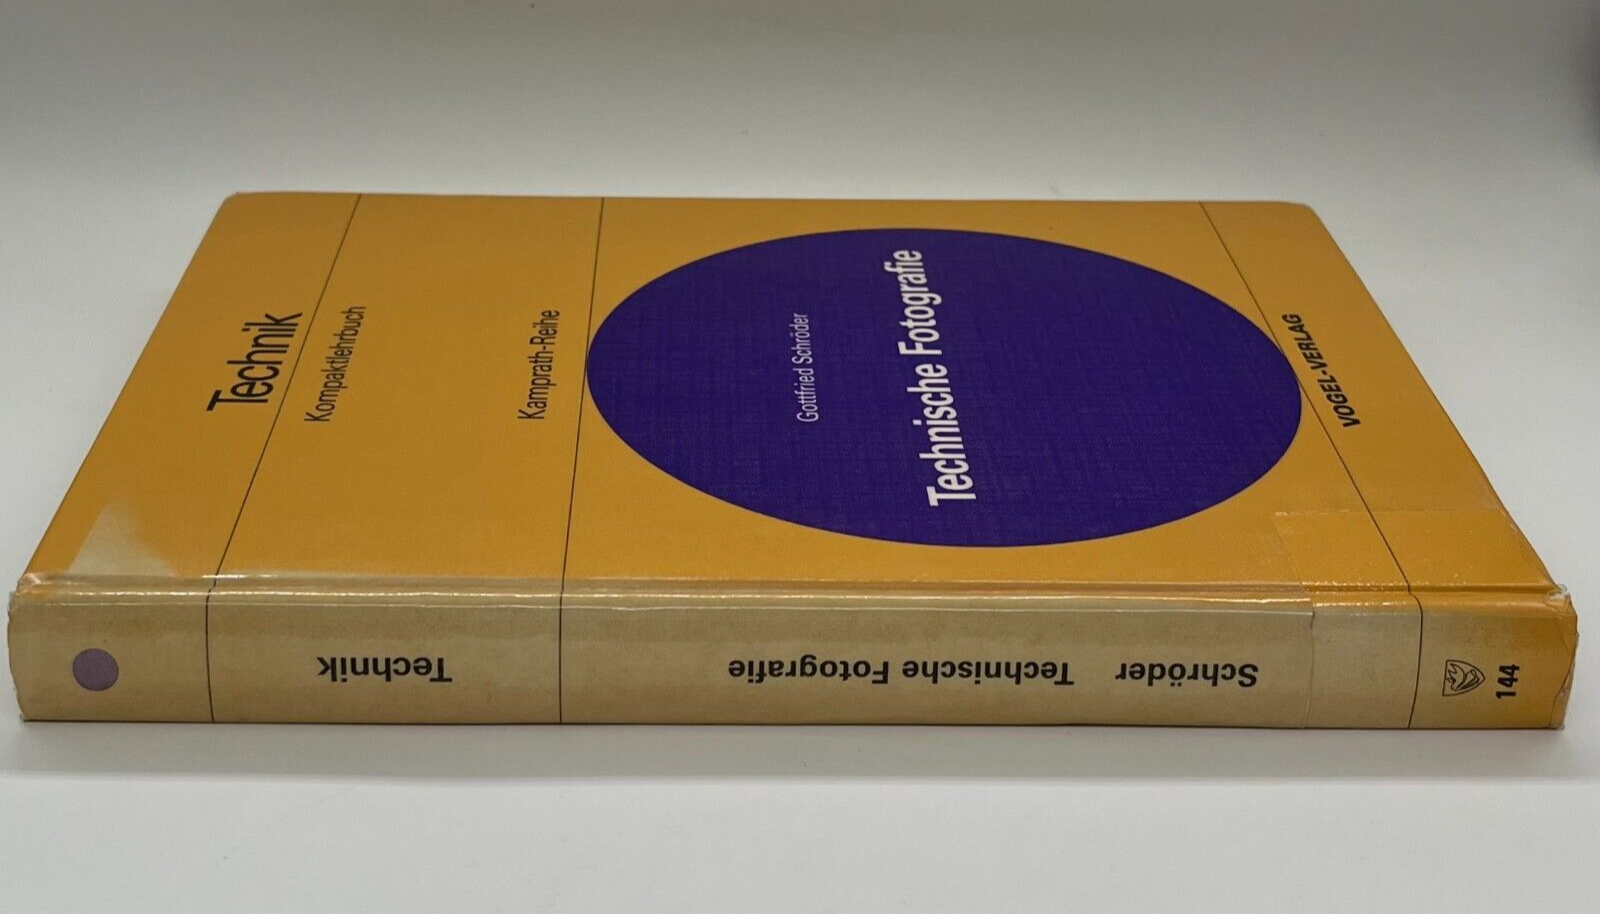 Technik
Kompaktlehrbuch
Kamprath-Reihe
Gottfried Schröder
Technische Fotografie
VOGEL-VERLAG
Schröder Technische Fotografie
Technik
144